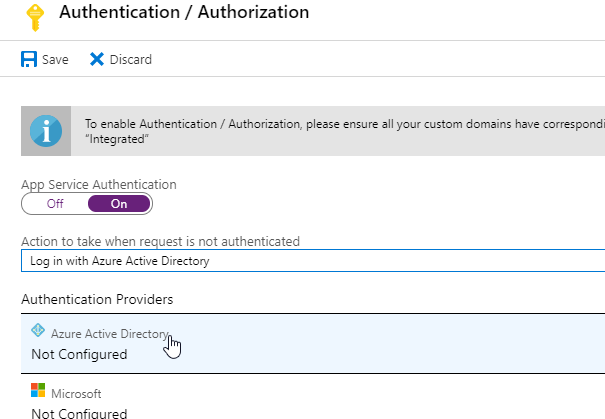 Authentication / Authorization
Save Discard
To enable Authentication / Authorization, please ensure all your custom domains have
"Integrated"
App Service Authentication
Off On
Action to take when request is not authenticated
Log in with Azure Active Directory
Authentication Providers
Azure Active Directory
Not Configured
Microsoft
Not Configured